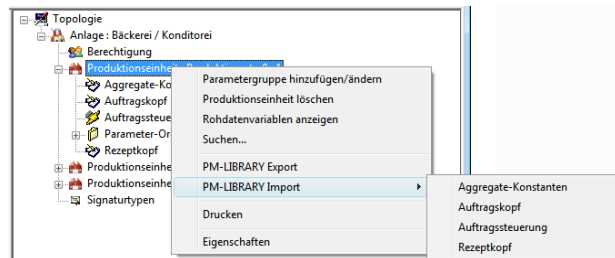 Topologie
Anlage : Bäckerei / Konditorei
Berechtigung
Produktionseinheit
Aggregate-Ko
Auftragskopf
Auftragssteue
Parameter-Or
Rezeptkopf
Produktionseinhe
Produktionseinhe
Signaturtypen
Parametergruppe hinzufügen/ändern
Produktionseinheit löschen
Rohdatenvariablen anzeigen
Suchen...
PM-LIBRARY Export
PM-LIBRARY Import
Drucken
Eigenschaften
Aggregate-Konstanten
Auftragskopf
Auftragssteuerung
Rezeptkopf